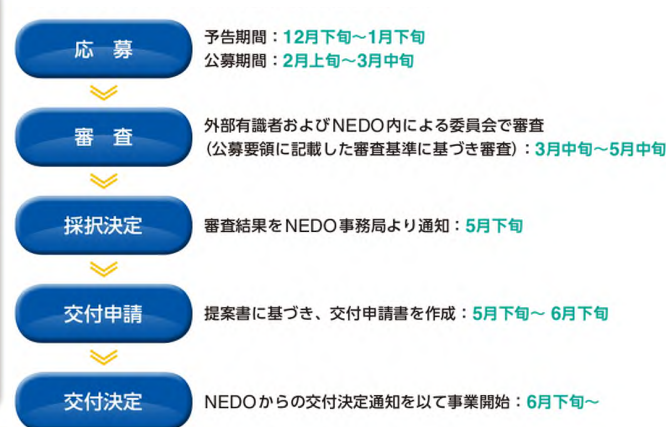 応　募
予告期間：12月下旬～1月下旬
公募期間：2月上旬～3月中旬
審　査
外部有識者およびNEDO内による委員会で審査
（公募要領に記載した審査基準に基づき審査）：3月中旬～5月中旬
採択決定
審査結果をNEDO事務局より通知：5月下旬
交付申請
提案書に基づき、交付申請書を作成：5月下旬～ 6月下旬
交付決定
NEDOからの交付決定通知を以て事業開始：6月下旬～